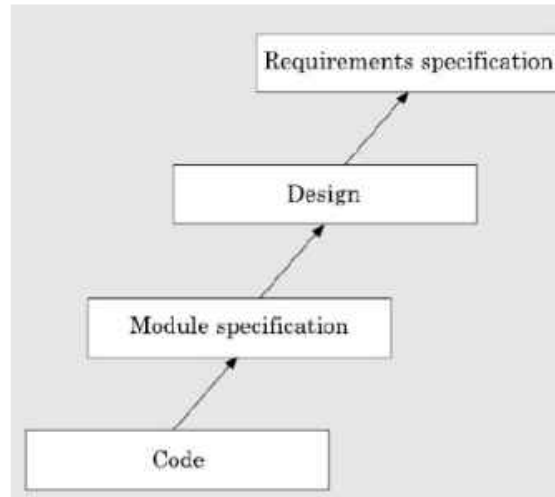 Requirements specification
Design
Module specification
Code